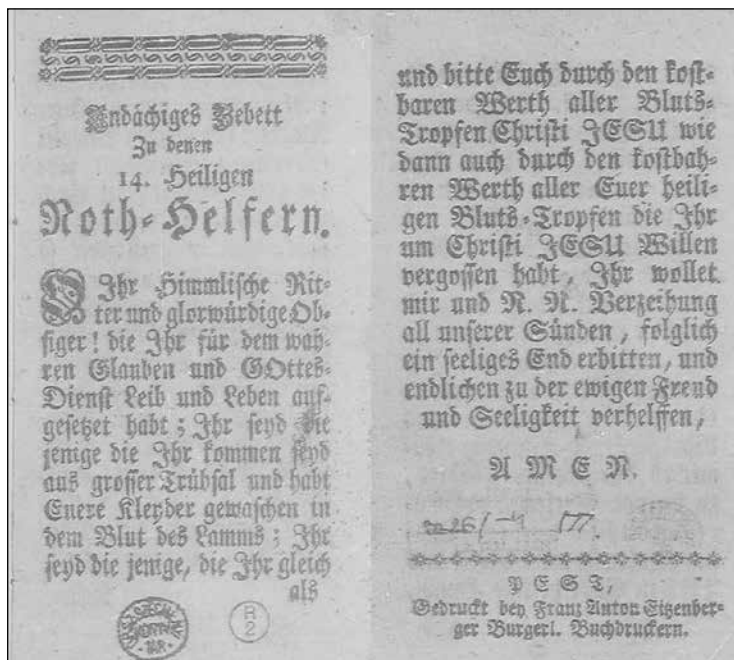 Andächiges Gebett
Zu denen
14. Heiligen
Noth-Helfern.
O Ihr Himmlische Rit-
ter und glorwürdige Ob-
siger! die Ihr für dem wah-
ren Glauben und GOttes-
Dienst Leib und Leben auf-
gesetzet habt; Ihr seyd die
jenige die Ihr kommen seyd
aus grosser Trübsal und habt
Euere Kleyder gewaschen in
dem Blut des Lamms; Ihr
seyd die jenige, die Ihr gleich
als
R
2
und bitte Euch durch den kost-
baren Werth aller Bluts-
Tropfen Christi JESU wie
dann auch durch den kostbah-
ren Werth aller Euer heili-
gen Bluts-Tropfen die Ihr
um Christi JESU Willen
vergossen habt, Ihr wollet
mir und N. N. Verzeihung
all unserer Sünden, folglich
ein seeliges End erbitten, und
endlichen zu der ewigen Freud
und Seeligkeit verhelffen,
AMEN.
PEST,
Gedruckt bey Franz Anton Eitzenber-
ger Burgerl. Buchdruckern.